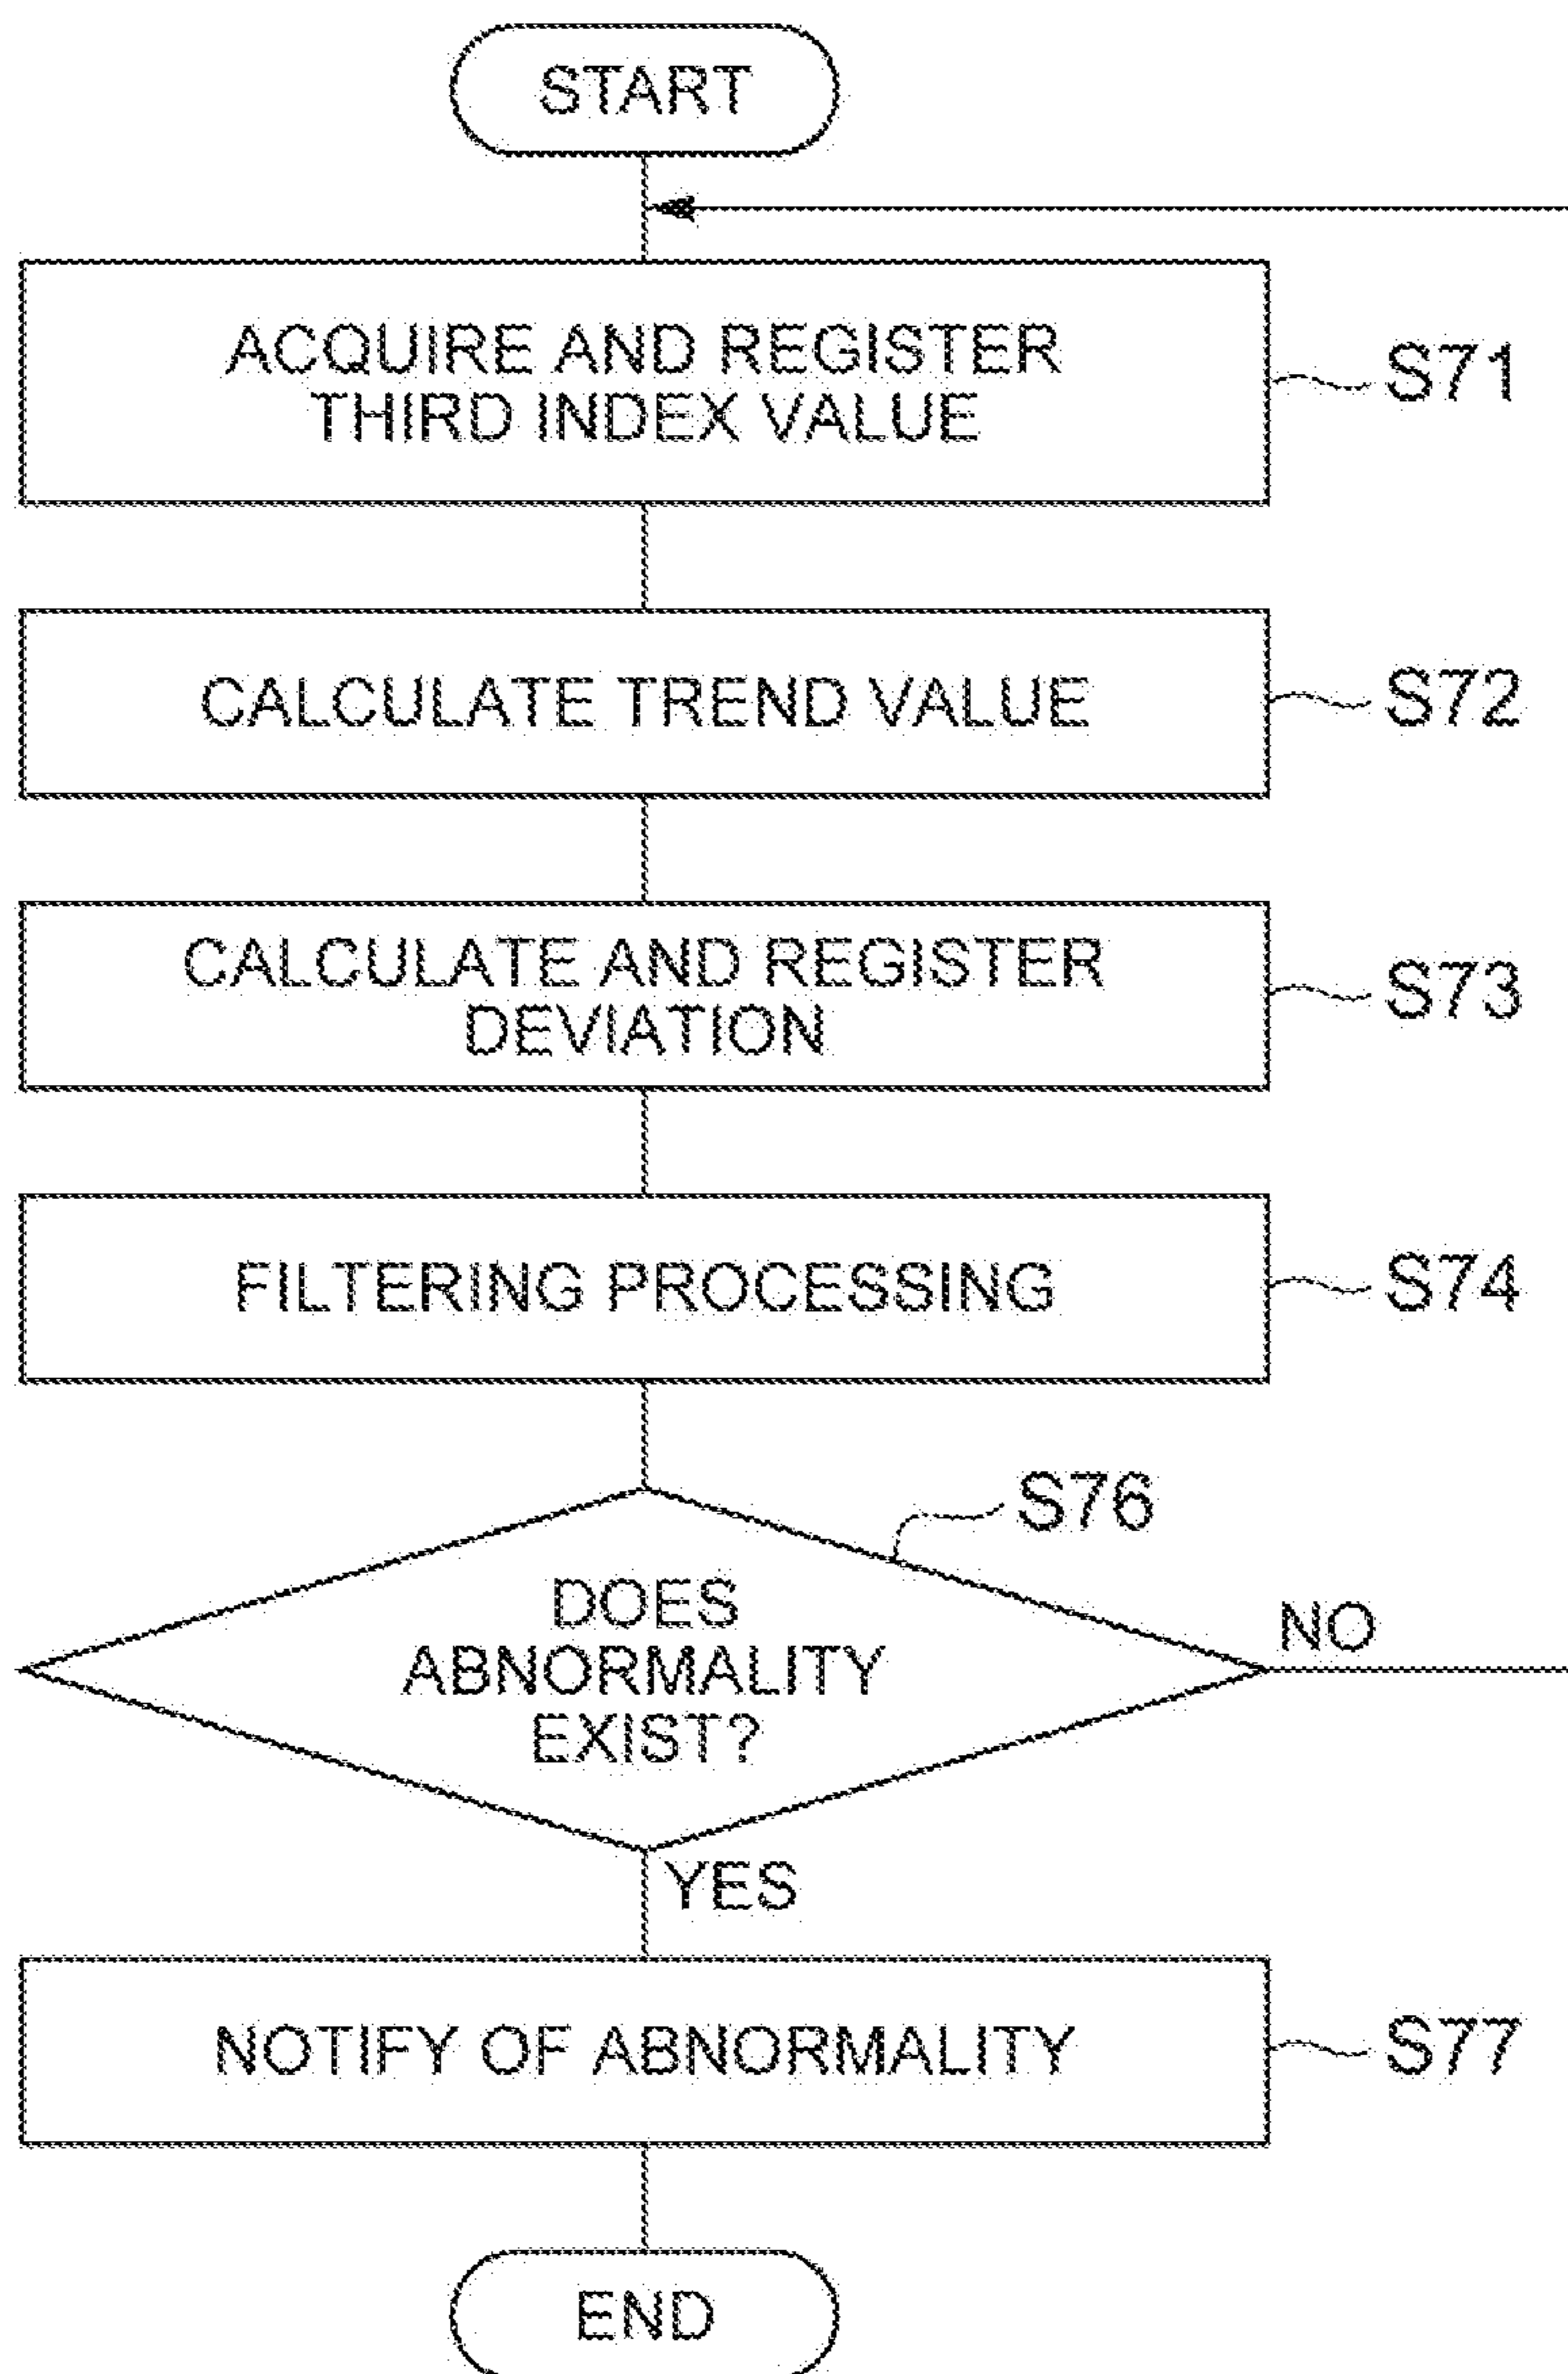 START
ACQUIRE AND REGISTER
THIRD INDEX VALUE
S71
CALCULATE TREND VALUE
S72
CALCULATE AND REGISTER
DEVIATION
S73
FILTERING PROCESSING
S74
S76
DOES
ABNORMALITY
EXIST?
NO
YES
NOTIFY OF ABNORMALITY
S77
END